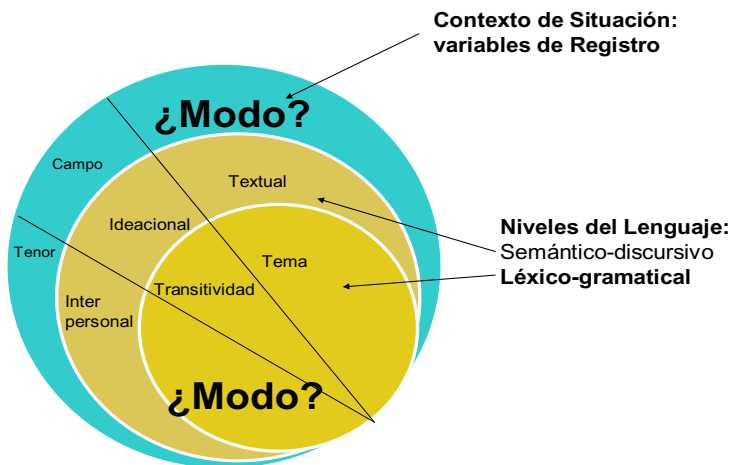 Contexto de Situación:
variables de Registro
¿Modo?
Campo
Textual
Ideacional
Tenor
Niveles del Lenguaje:
Semántico-discursivo
Léxico-gramatical
Tema
Transitividad
Inter
personal
¿Modo?